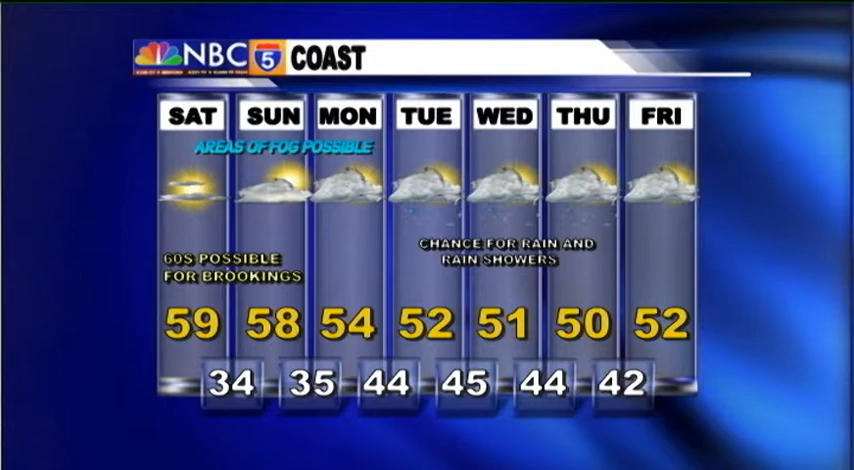 NBC 5 COAST
SAT SUN MON TUE WED THU FRI
AREAS OF FOG POSSIBLE
CHANCE FOR RAIN AND
RAIN SHOWERS
60S POSSIBLE
FOR BROOKINGS
59 58 54 52 51 50 52
34 35 44 45 44 42